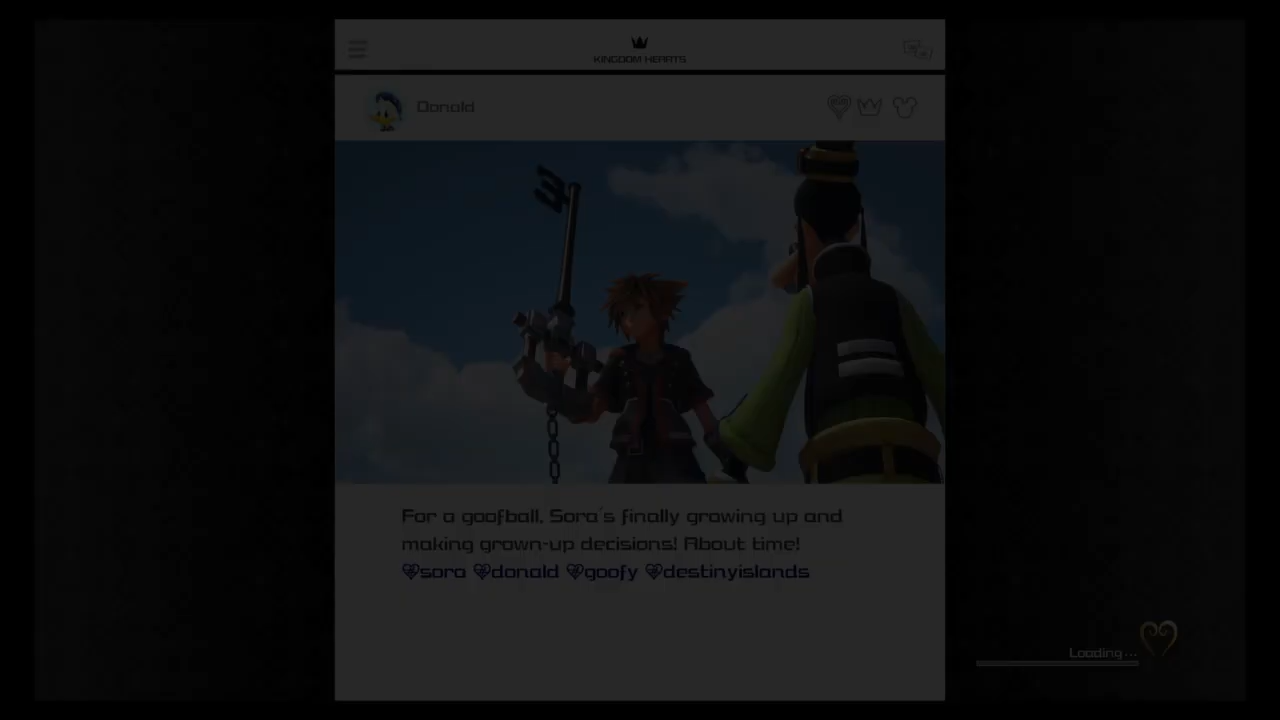 KINGDOM HEARTS
Donald
For a goofball, Sora's finally growing up and
making grown-up decisions! About time!
sora donald goofy destinyislands
Loading...